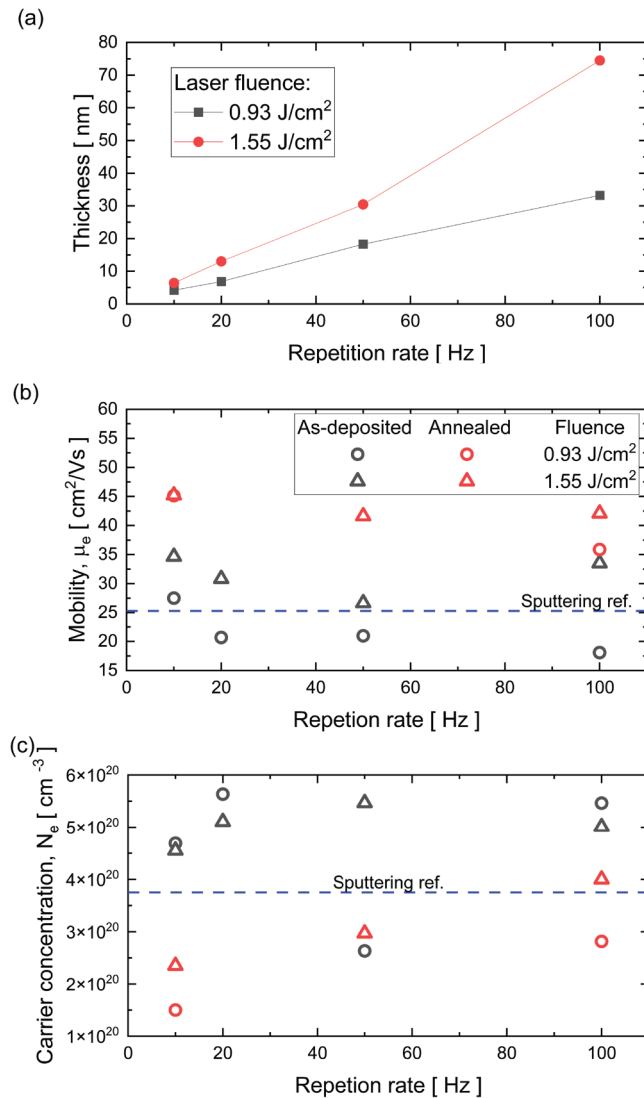 (a)
80
70
60
50
40
30
20
10
0
Thickness [ nm ]
Laser fluence:
0.93 J/cm²
1.55 J/cm²
0 20 40 60 80 100
Repetition rate [ Hz ]
(b)
60
55
50
45
40
35
30
25
20
15
Mobility, μₑ [ cm²/Vs ]
As-deposited Annealed Fluence
0.93 J/cm²
1.55 J/cm²
Sputtering ref.
0 20 40 60 80 100
Repetion rate [ Hz ]
(c)
6×10²⁰
5×10²⁰
4×10²⁰
3×10²⁰
2×10²⁰
1×10²⁰
Carrier concentration, Nₑ [ cm⁻³ ]
Sputtering ref.
0 20 40 60 80 100
Repetition rate [ Hz ]